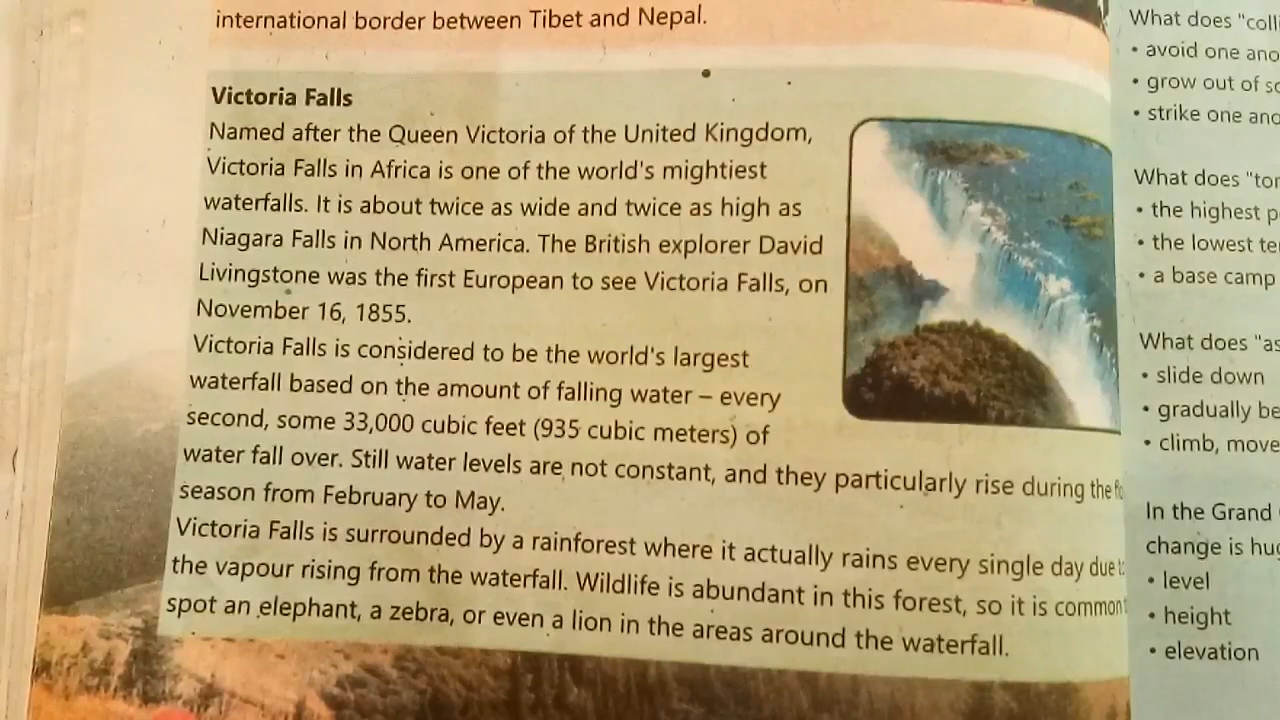 international border between Tibet and Nepal.
Victoria Falls
Named after the Queen Victoria of the United Kingdom,
Victoria Falls in Africa is one of the world's mightiest
waterfalls. It is about twice as wide and twice as high as
Niagara Falls in North America. The British explorer David
Livingstone was the first European to see Victoria Falls, on
November 16, 1855.
Victoria Falls is considered to be the world's largest
waterfall based on the amount of falling water – every
second, some 33,000 cubic feet (935 cubic meters) of
water fall over. Still water levels are not constant, and they particularly rise during the
season from February to May.
Victoria Falls is surrounded by a rainforest where it actually rains every single day due
the vapour rising from the waterfall. Wildlife is abundant in this forest, so it is common
spot an elephant, a zebra, or even a lion in the areas around the waterfall.
What does
• avoid one
• grow out of
• strike one
What does
• the highest
• the lowest
• a base camp
What does
• slide down
• gradually
• climb, move
In the Grand
change is
• level
• height
• elevation